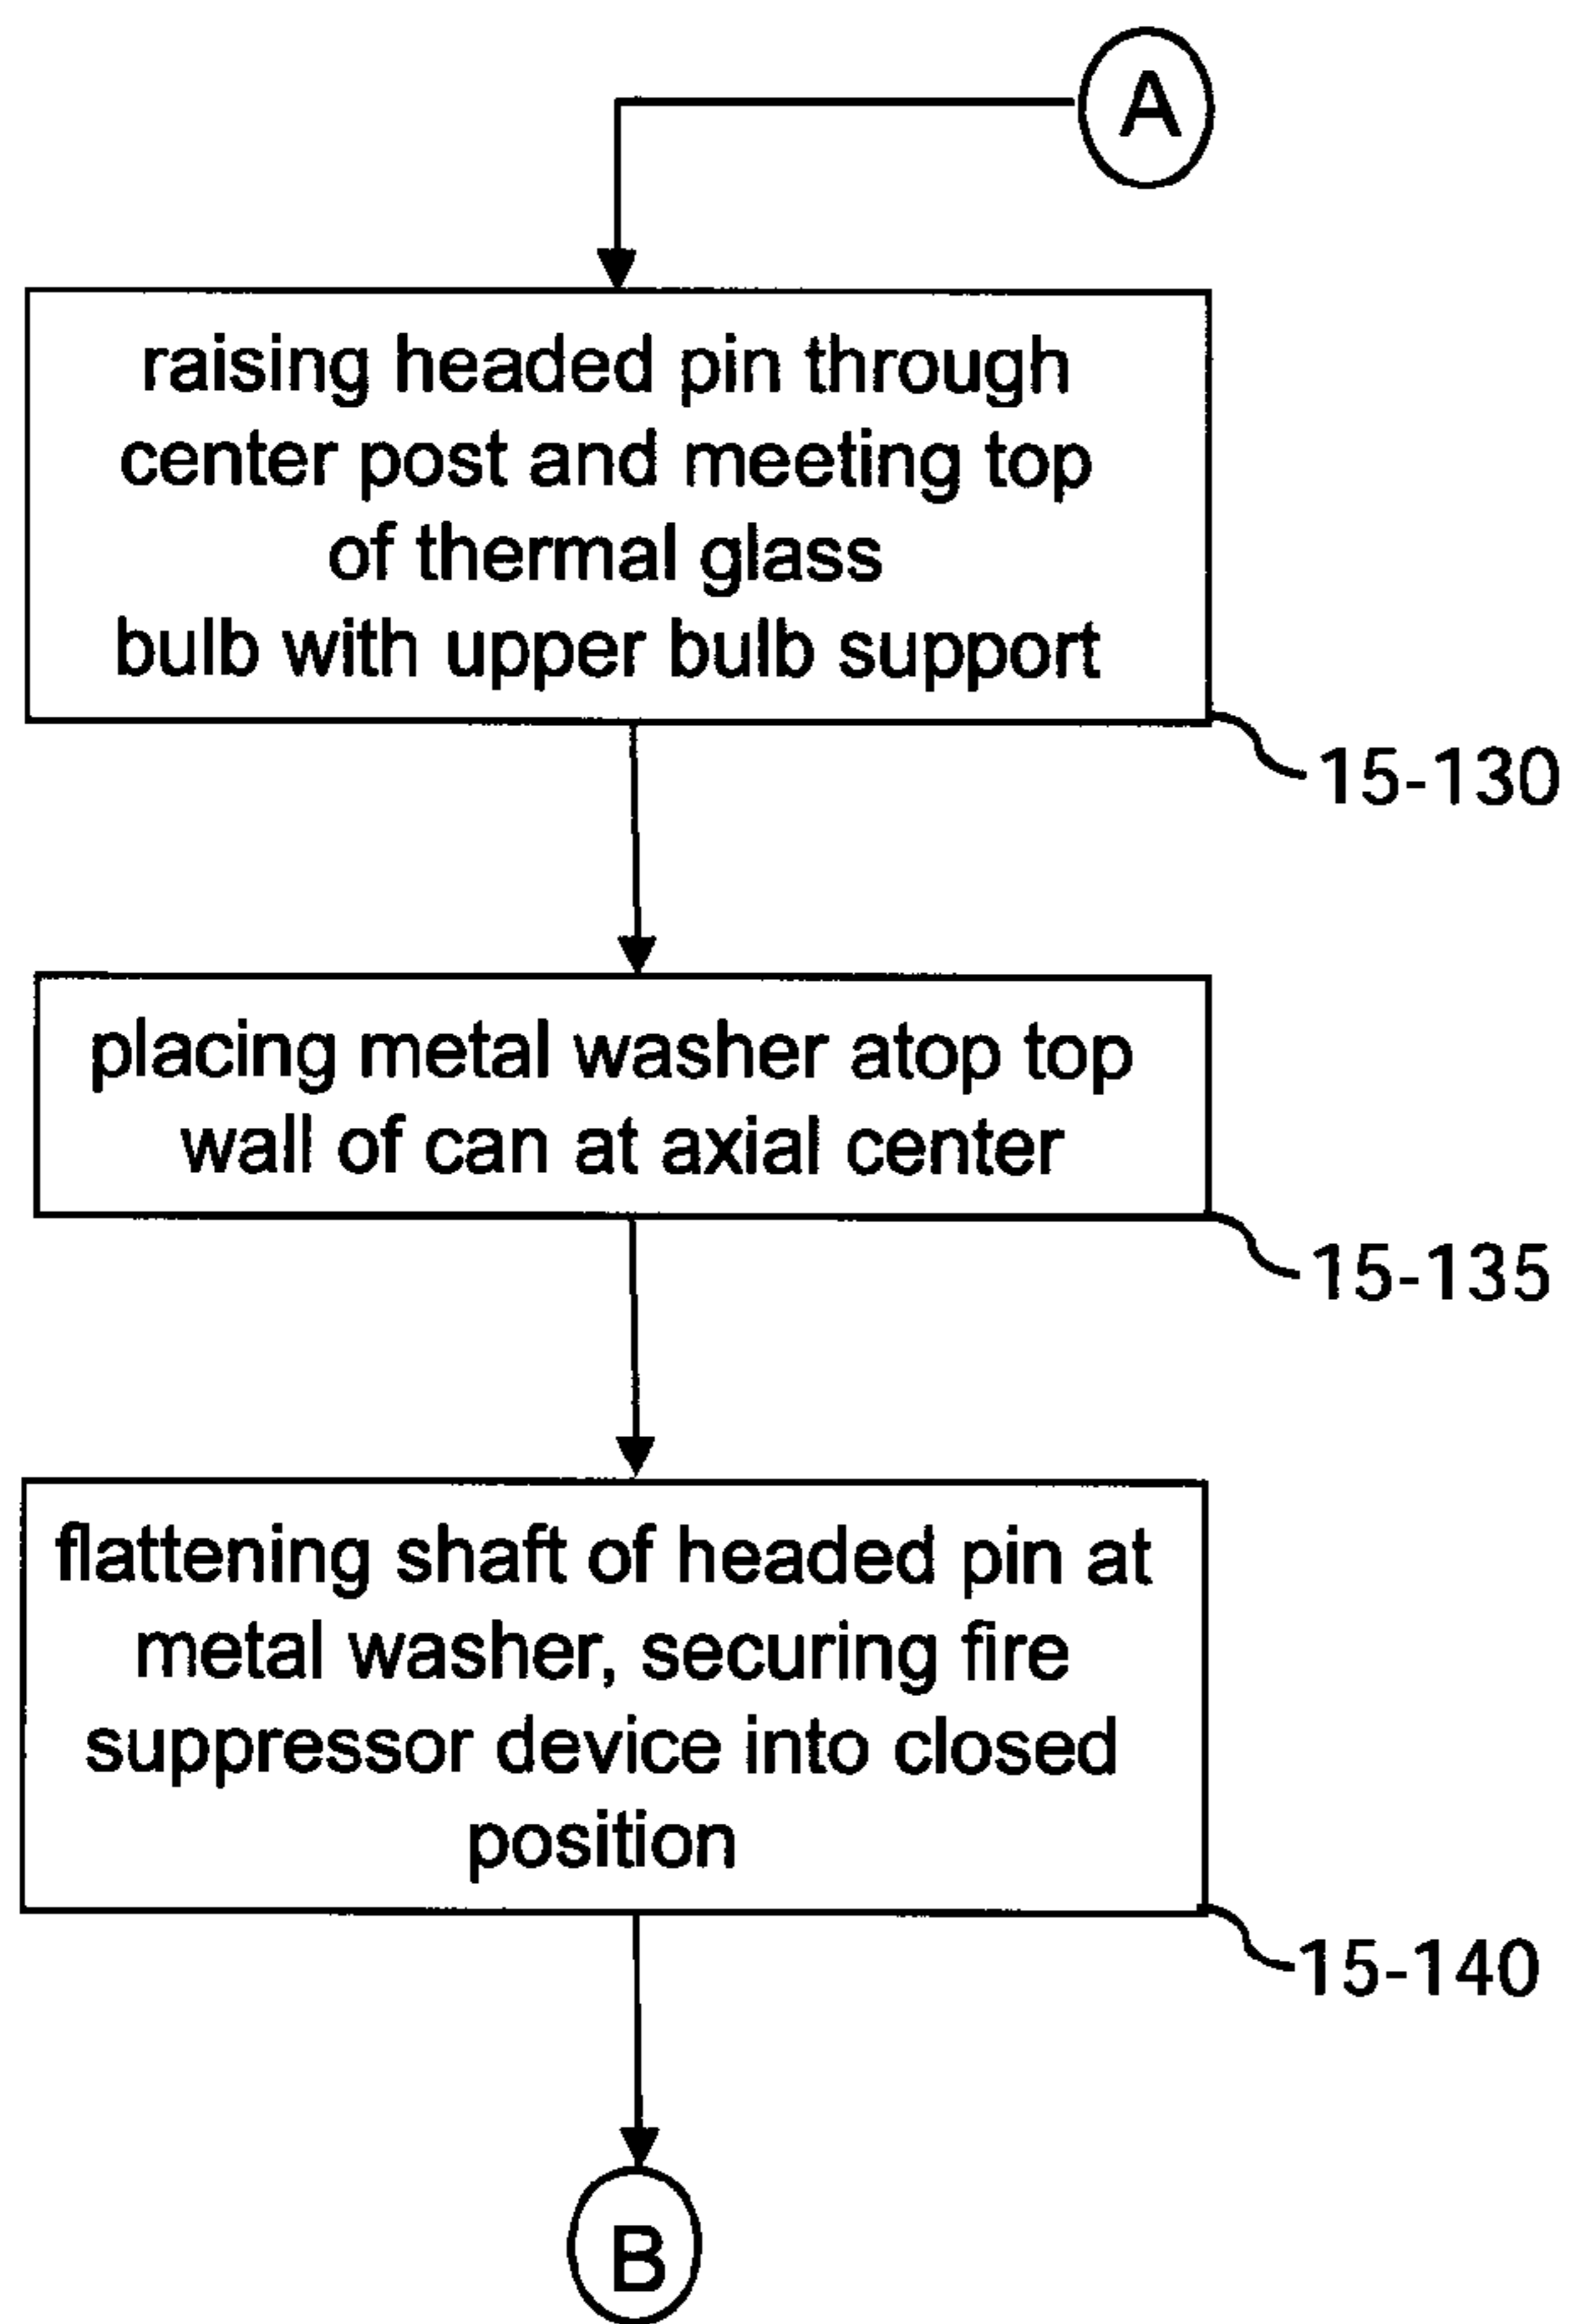 A
raising headed pin through
center post and meeting top
of thermal glass
bulb with upper bulb support
15-130
placing metal washer atop top
wall of can at axial center
15-135
flattening shaft of headed pin at
metal washer, securing fire
suppressor device into closed
position
15-140
B